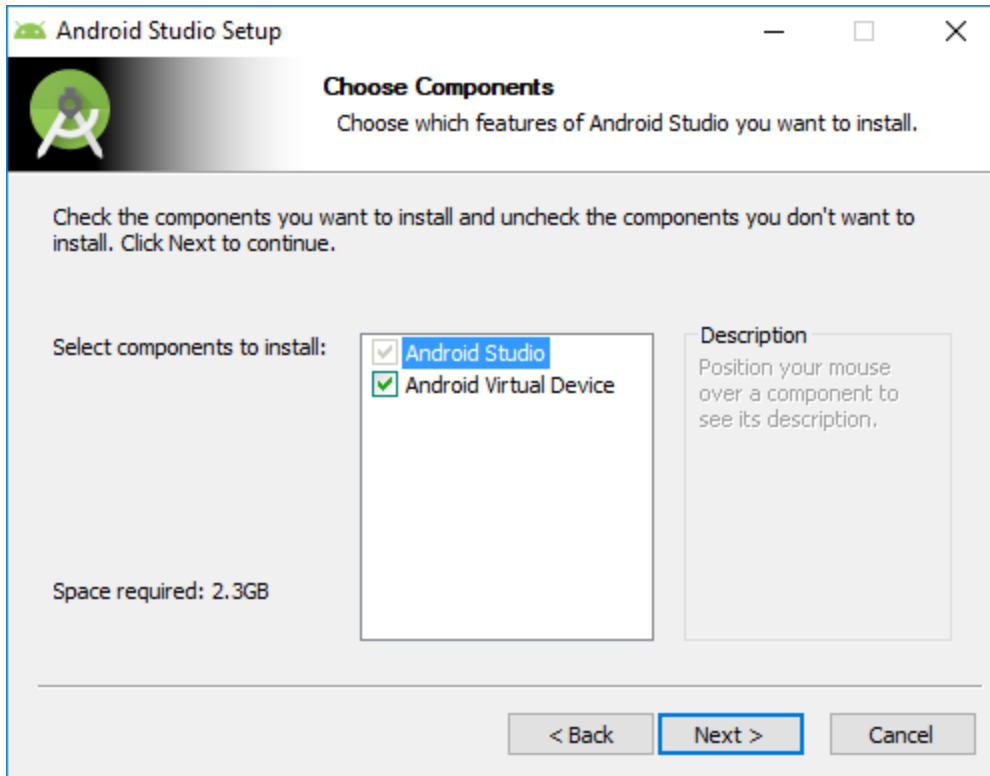 Android Studio Setup
Choose Components
Choose which features of Android Studio you want to install.
Check the components you want to install and uncheck the components you don't want to
install. Click Next to continue.
Select components to install:
Android Studio
Android Virtual Device
Description
Position your mouse
over a component to
see its description.
Space required: 2.3GB
< Back
Next >
Cancel